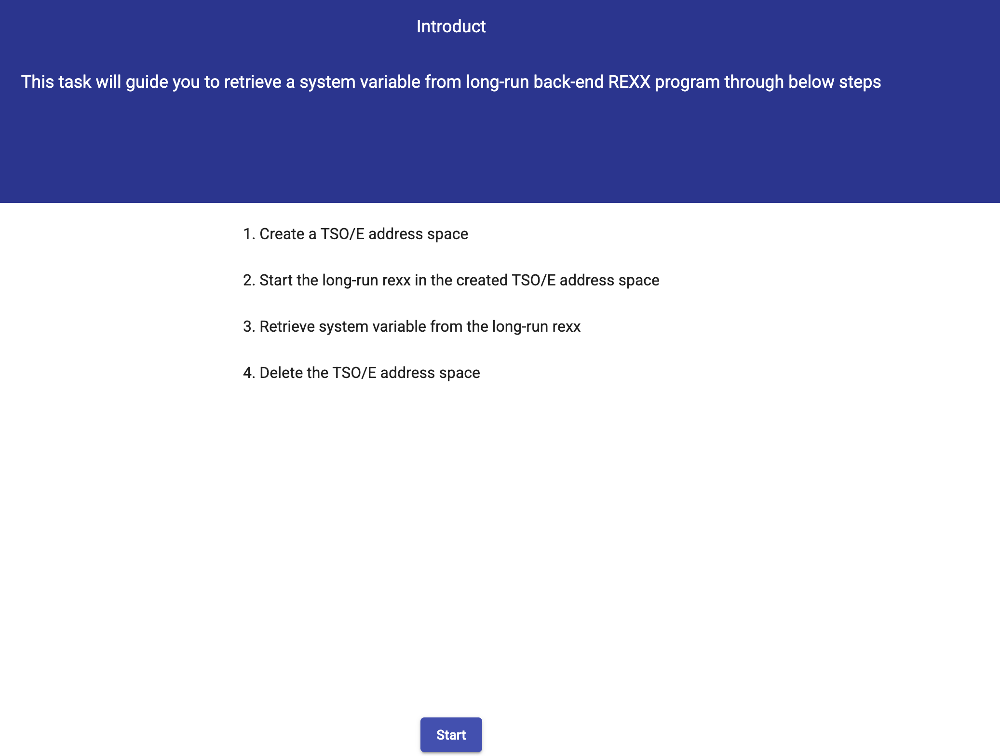 Introduct
This task will guide you to retrieve a system variable from long-run back-end REXX program through below steps
1. Create a TSO/E address space
2. Start the long-run rexx in the created TSO/E address space
3. Retrieve system variable from the long-run rexx
4. Delete the TSO/E address space
Start